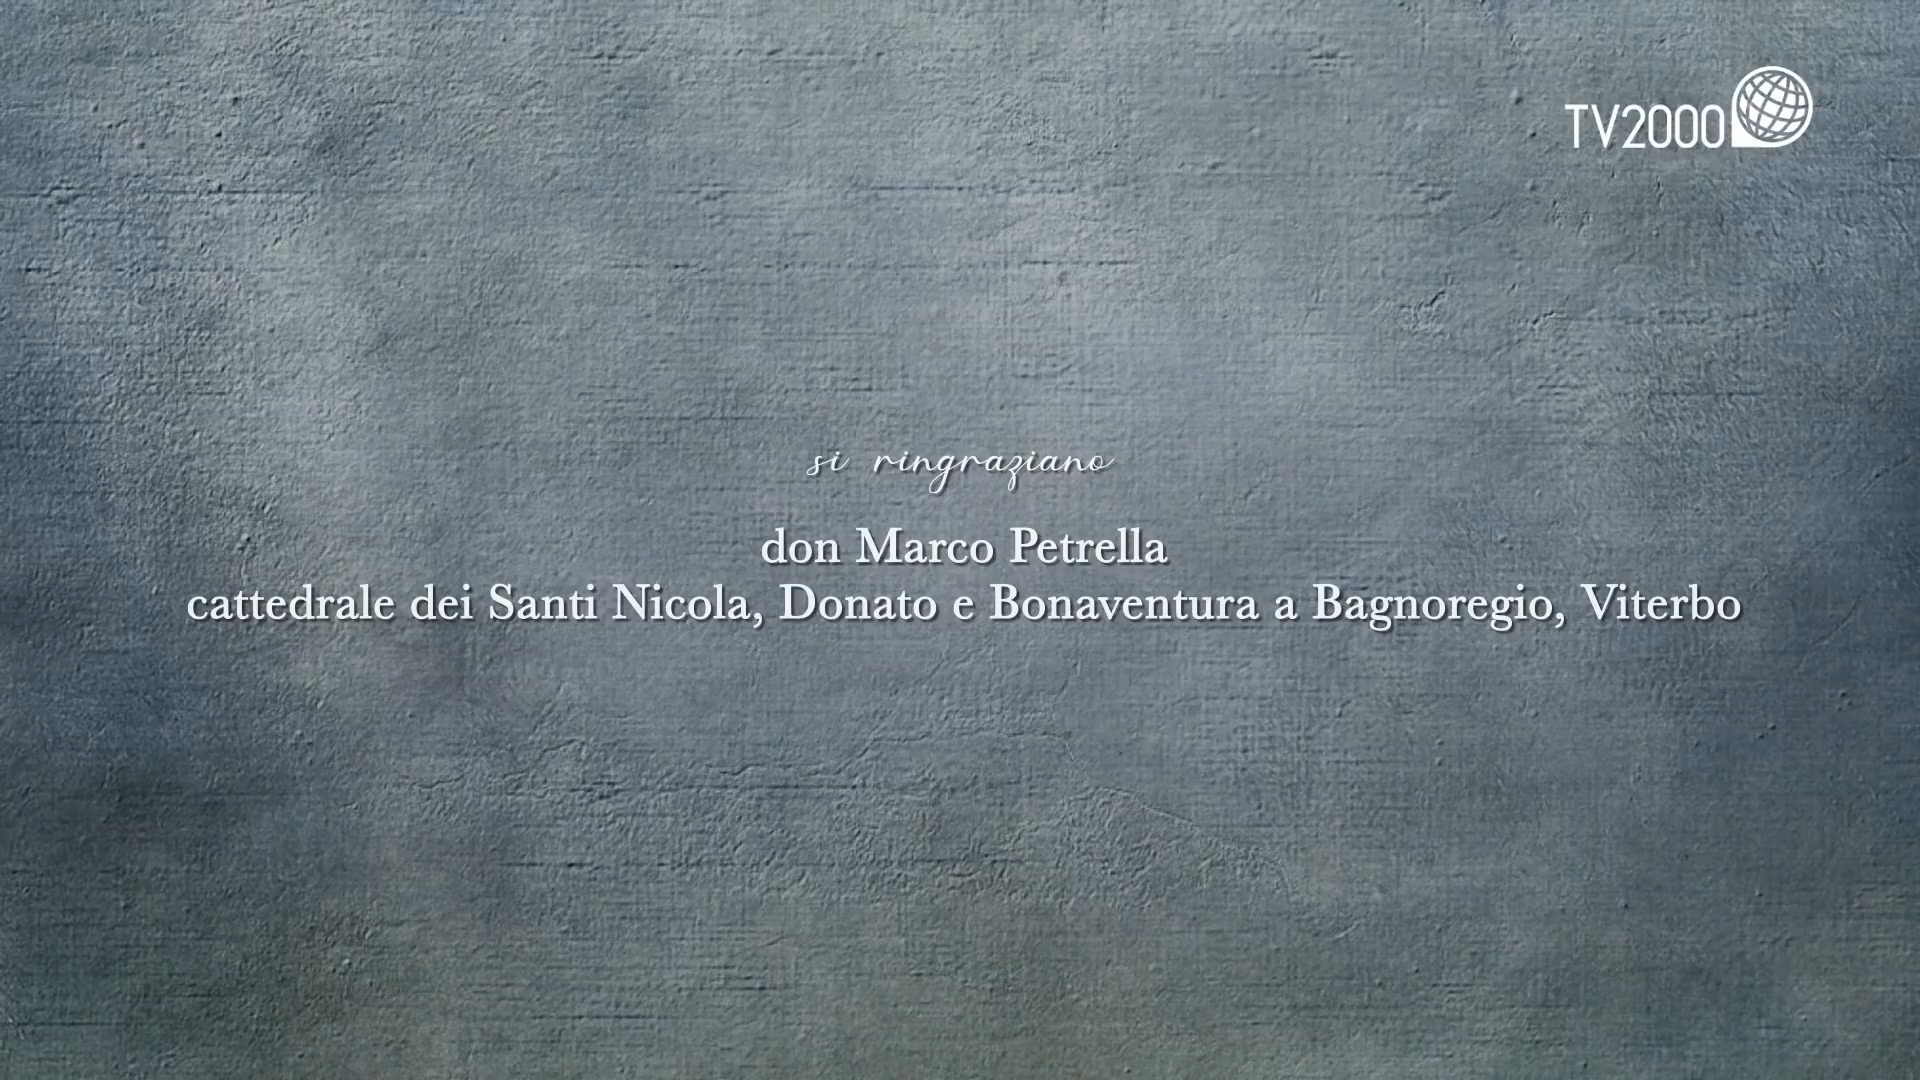 TV2000
si ringraziano
don Marco Petrella
cattedrale dei Santi Nicola, Donato e Bonaventura a Bagnoregio, Viterbo